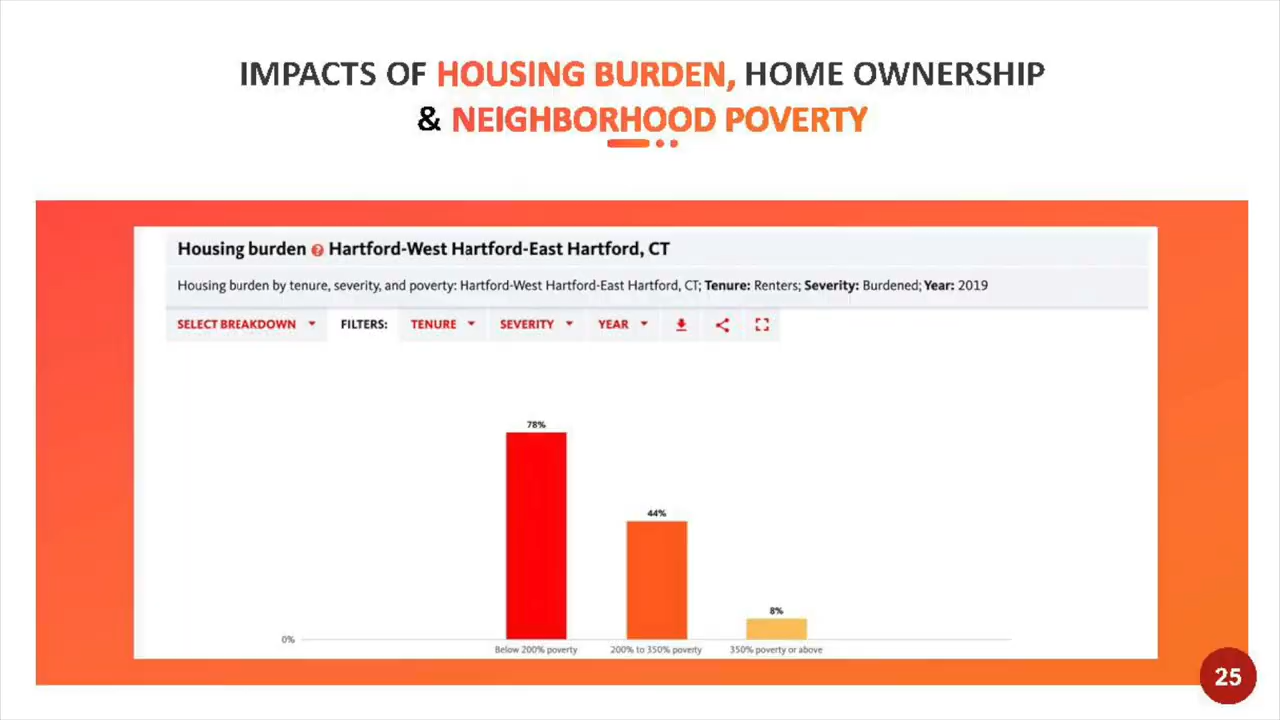 IMPACTS OF HOUSING BURDEN, HOME OWNERSHIP
& NEIGHBORHOOD POVERTY
Housing burden ? Hartford-West Hartford-East Hartford, CT
Housing burden by tenure, severity, and poverty: Hartford-West Hartford-East Hartford, CT; Tenure: Renters; Severity: Burdened; Year: 2019
SELECT BREAKDOWN FILTERS: TENURE SEVERITY YEAR
78%
44%
8%
0%
Below 200% poverty 200% to 350% poverty 350% poverty or above
25